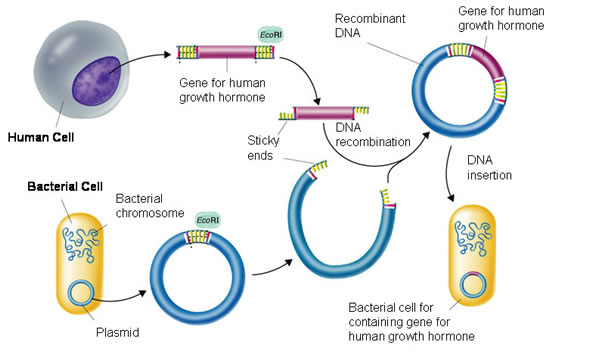 EcoRI
Gene for human
growth hormone
Human Cell
Recombinant
DNA
Gene for human
growth hormone
Sticky
ends
DNA
recombination
DNA
insertion
Bacterial Cell
Bacterial
chromosome
EcoRI
Plasmid
Bacterial cell for
containing gene for
human growth hormone